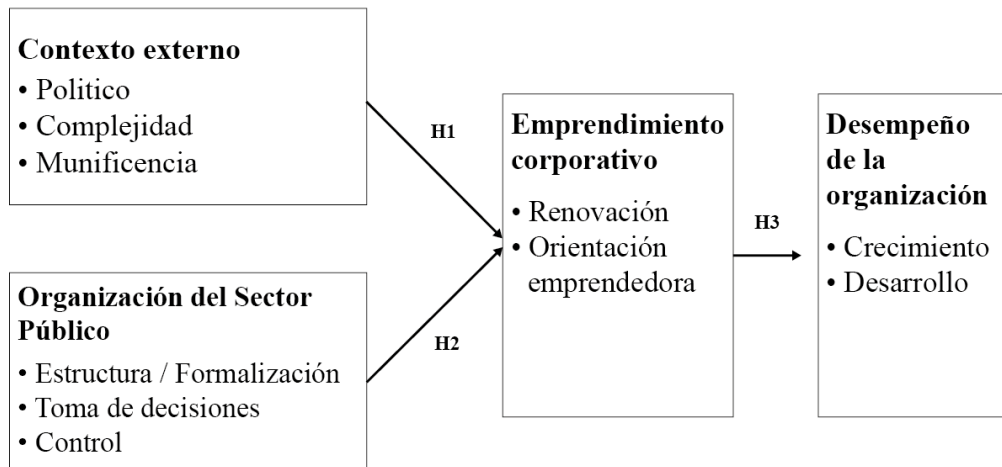 Contexto externo
• Politico
• Complejidad
• Munificencia
H1
Organización del Sector
Público
• Estructura / Formalización
• Toma de decisiones
• Control
H2
Emprendimiento
corporativo
• Renovación
• Orientación
emprendedora
H3
Desempeño
de la
organización
• Crecimiento
• Desarrollo